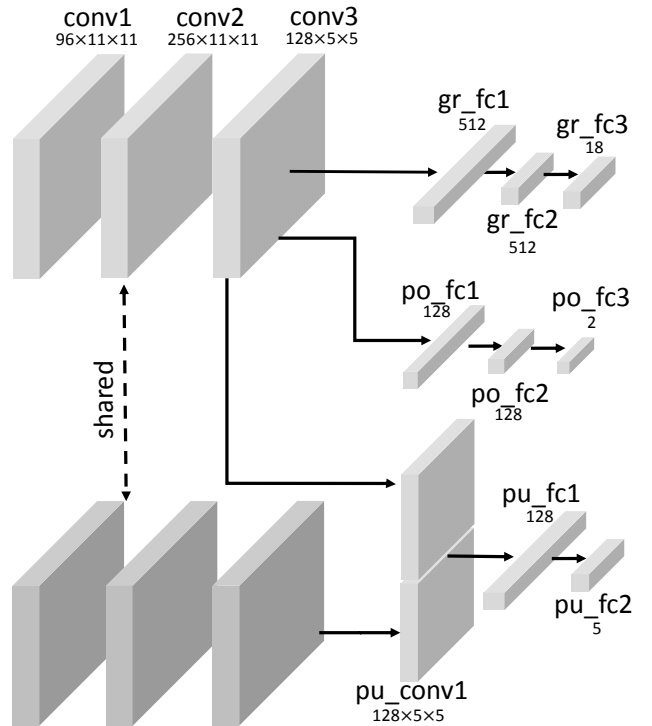 conv1
96×11×11
conv2
256×11×11
conv3
128×5×5
gr_fc1
512
gr_fc3
18
gr_fc2
512
po_fc1
128
po_fc3
2
po_fc2
128
shared
pu_fc1
128
pu_fc2
5
pu_conv1
128×5×5